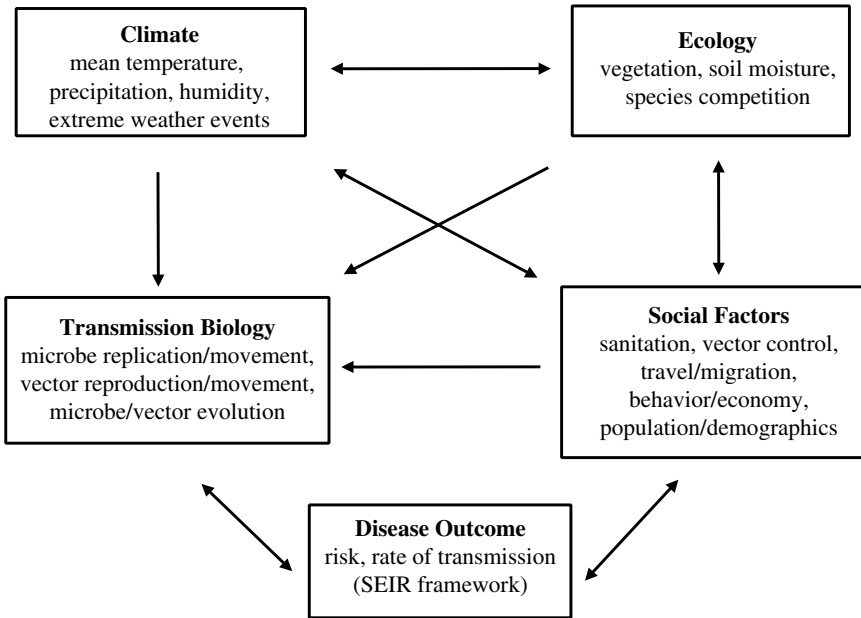 Climate
mean temperature,
precipitation, humidity,
extreme weather events
Ecology
vegetation, soil moisture,
species competition
Transmission Biology
microbe replication/movement,
vector reproduction/movement,
microbe/vector evolution
Social Factors
sanitation, vector control,
travel/migration,
behavior/economy,
population/demographics
Disease Outcome
risk, rate of transmission
(SEIR framework)